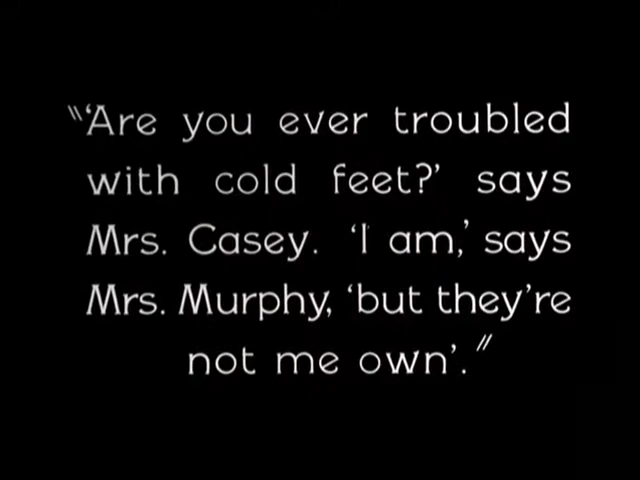 "'Are you ever troubled
with cold feet?' says
Mrs. Casey. 'I am,' says
Mrs. Murphy, 'but they're
not me own'."